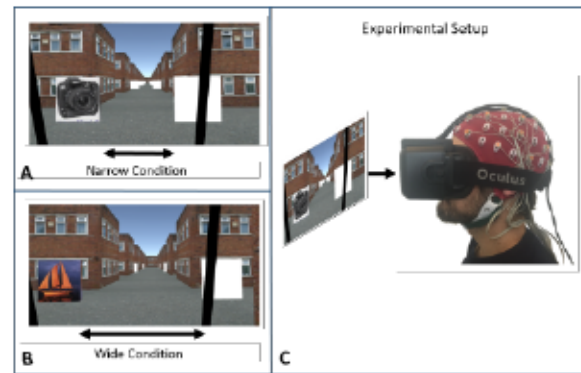 A
Narrow Condition
B
Wide Condition
Experimental Setup
Oculus
C